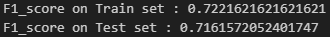 F1_score on Train set : 0.7221621621621621
F1_score on Test set : 0.7161572052401747